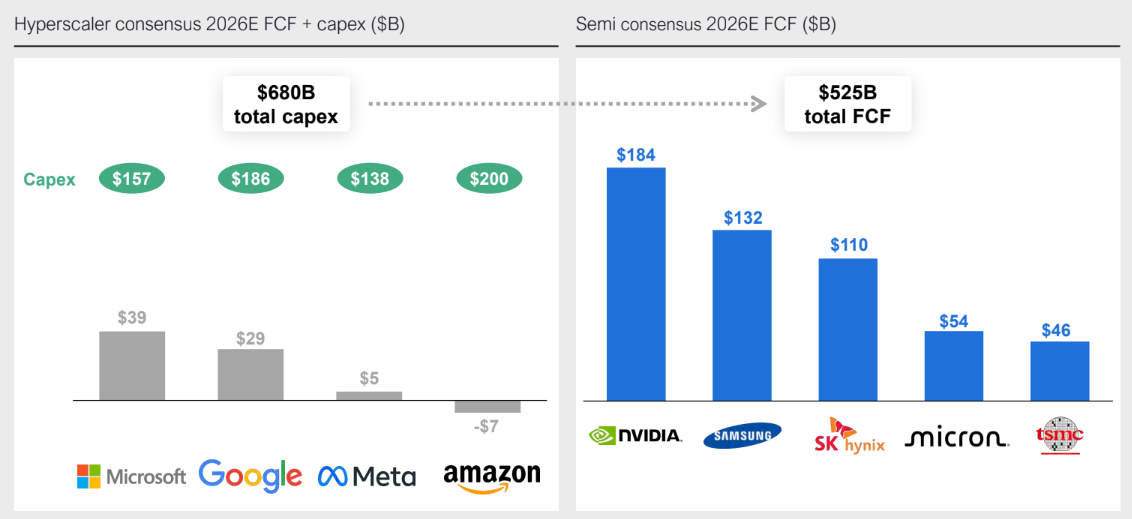 Hyperscaler consensus 2026E FCF + capex ($B)
$680B
total capex
Capex
$157
$186
$138
$200
$39
$29
$5
-$7
Microsoft
Google
Meta
amazon
Semi consensus 2026E FCF ($B)
$525B
total FCF
$184
$132
$110
$54
$46
NVIDIA.
SAMSUNG
SK hynix
micron
tsmc